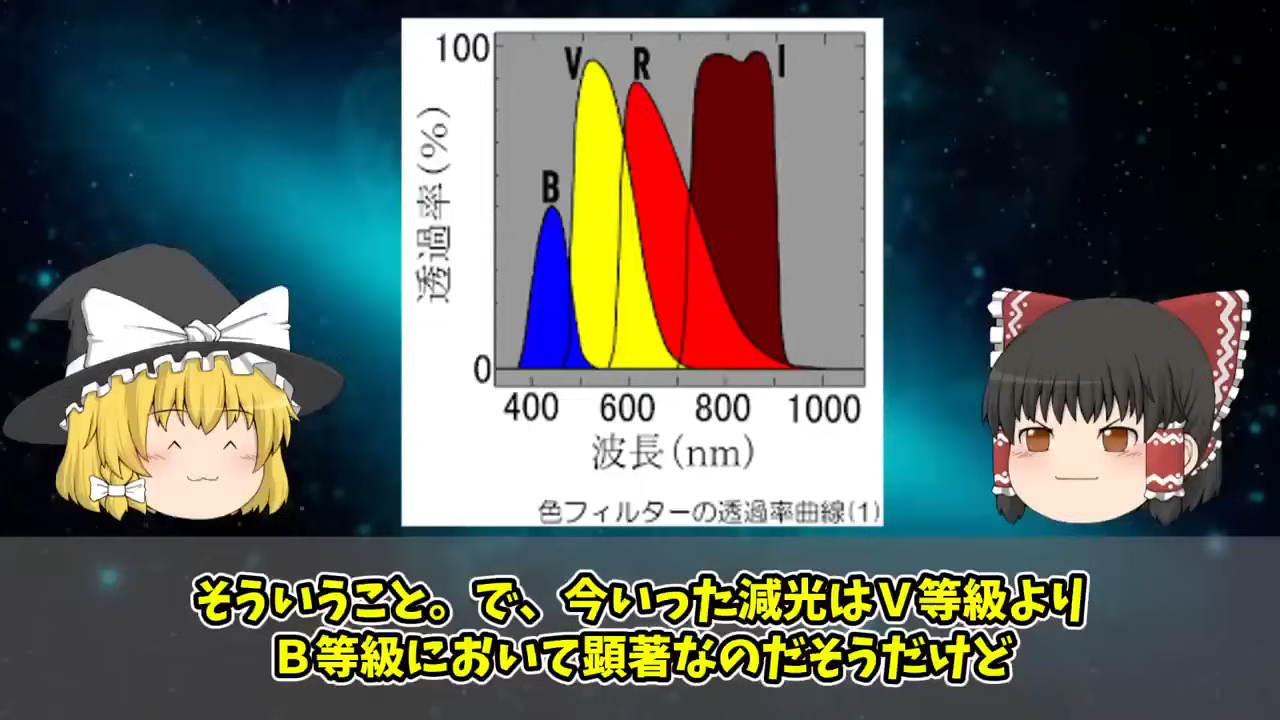 100
V
R
I
B
透過率(%)
0
400 600 800 1000
波長(nm)
色フィルターの透過率曲線(1)
そういうこと。で、今いった減光はV等級より
B等級において顕著なのだそうだけど